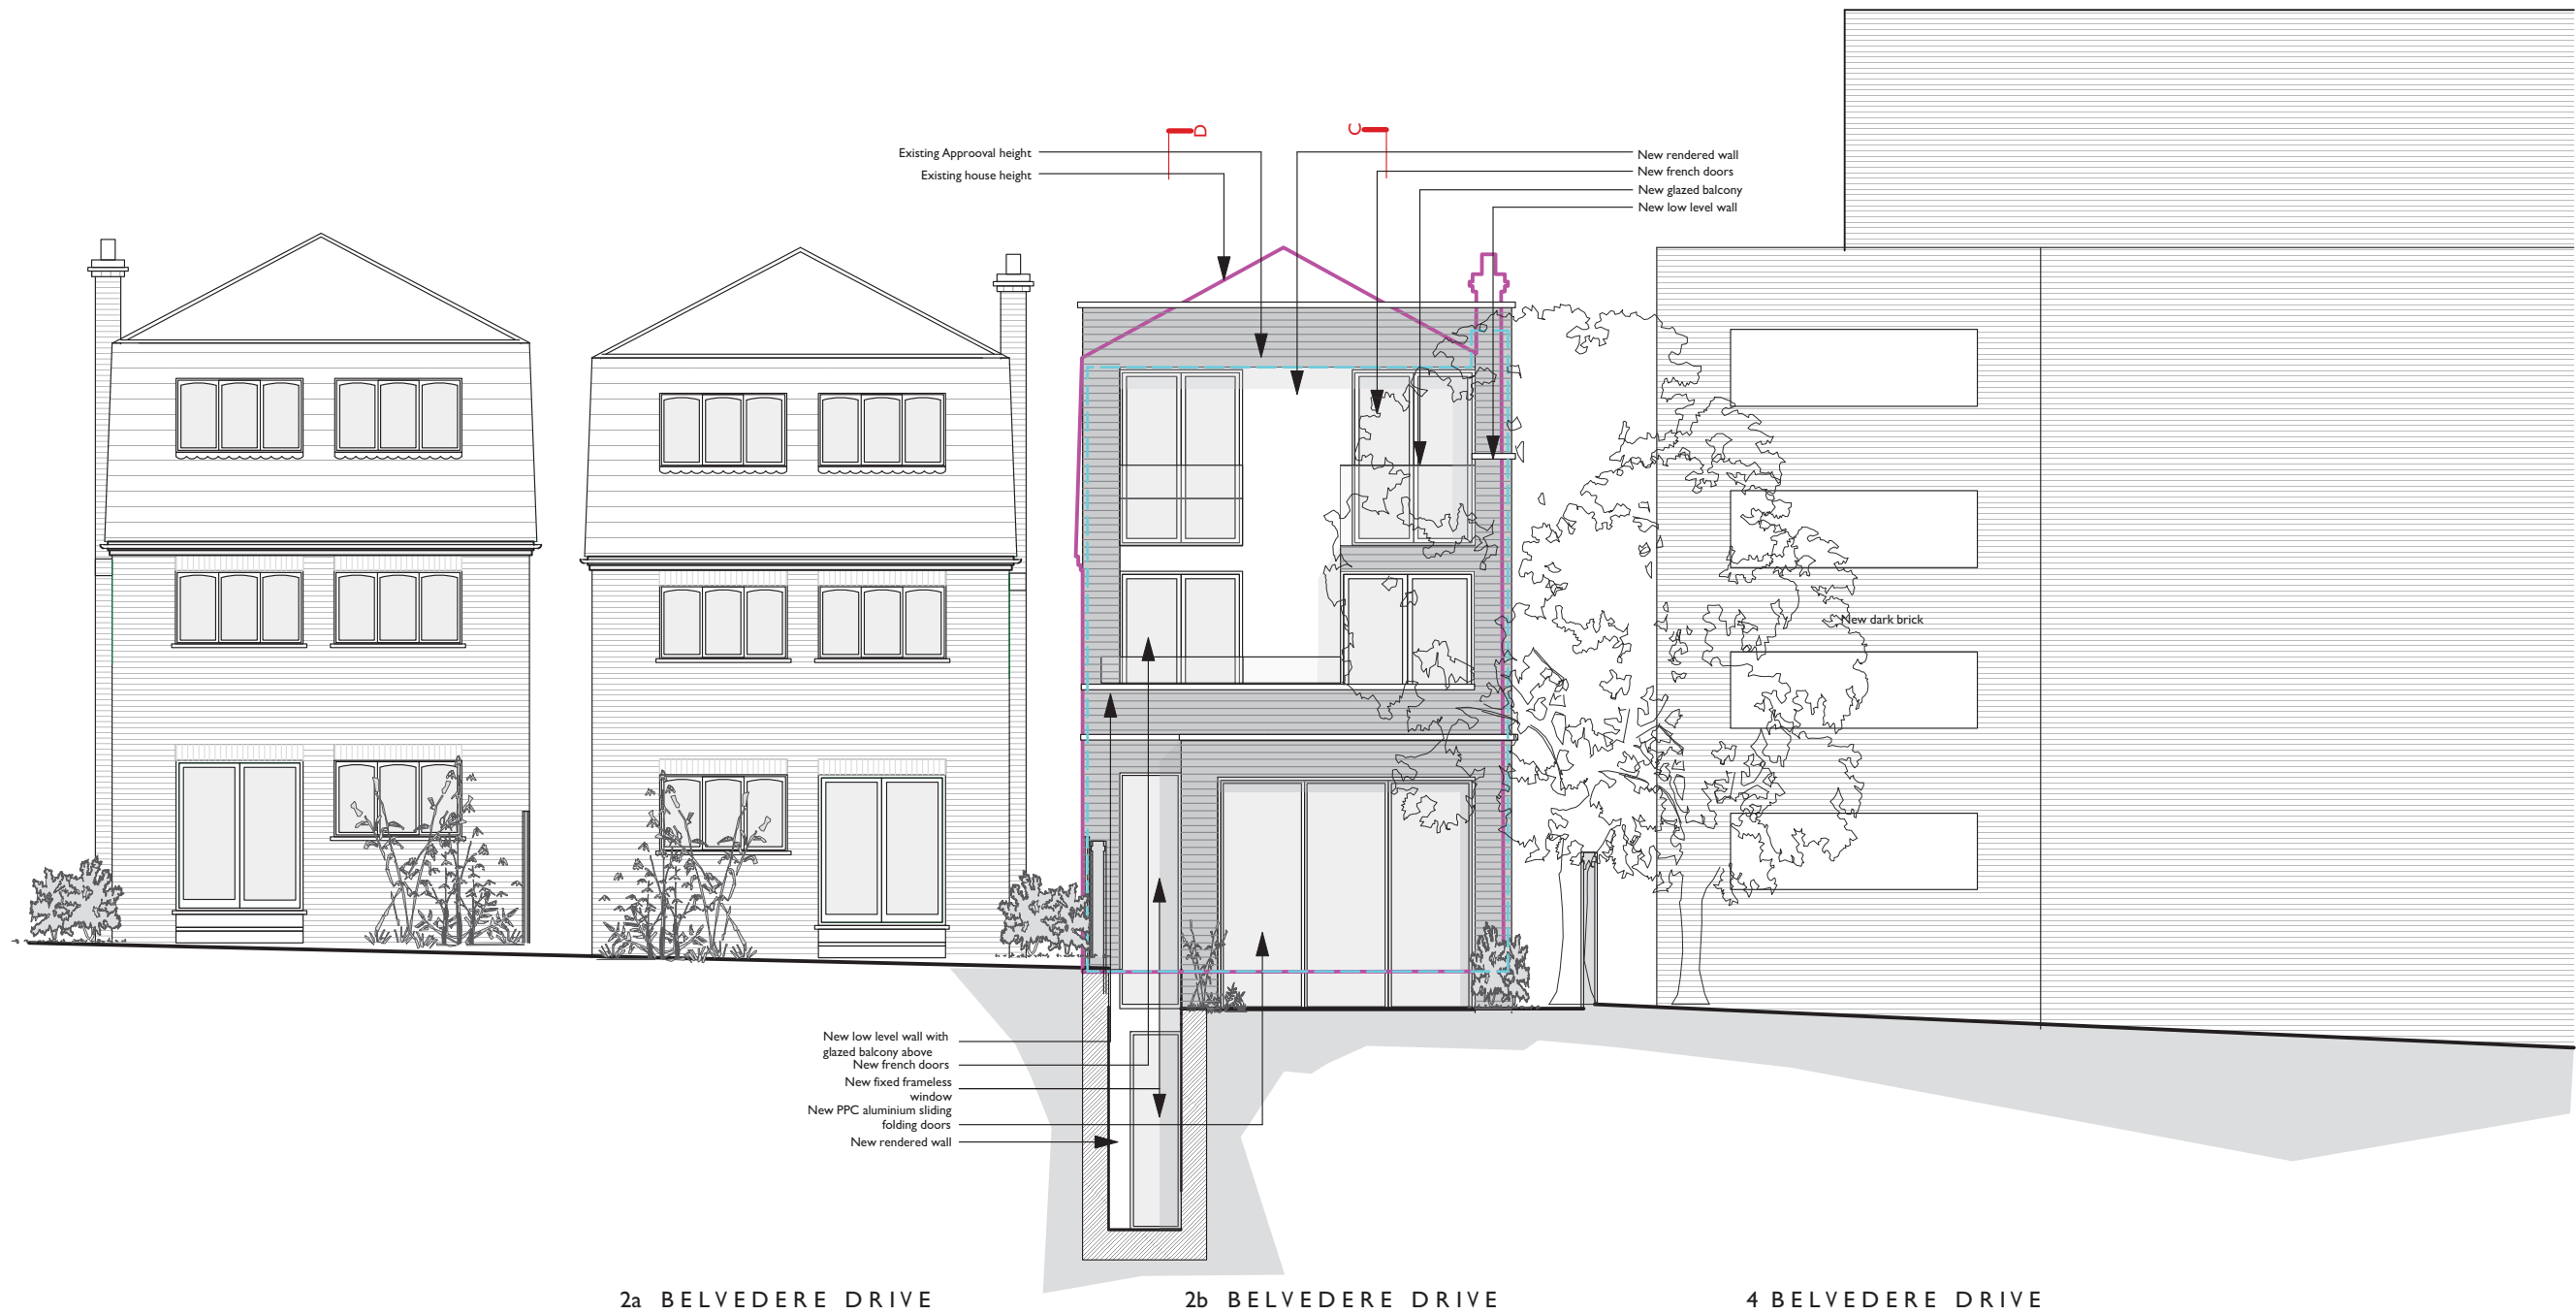 D
C
Existing Approoval height
Existing house height
New rendered wall
New french doors
New glazed balcony
New low level wall
New dark brick
New low level wall with
glazed balcony above
New french doors
New fixed frameless
window
New PPC aluminium sliding
folding doors
New rendered wall
2a BELVEDERE DRIVE
2b BELVEDERE DRIVE
4 BELVEDERE DRIVE